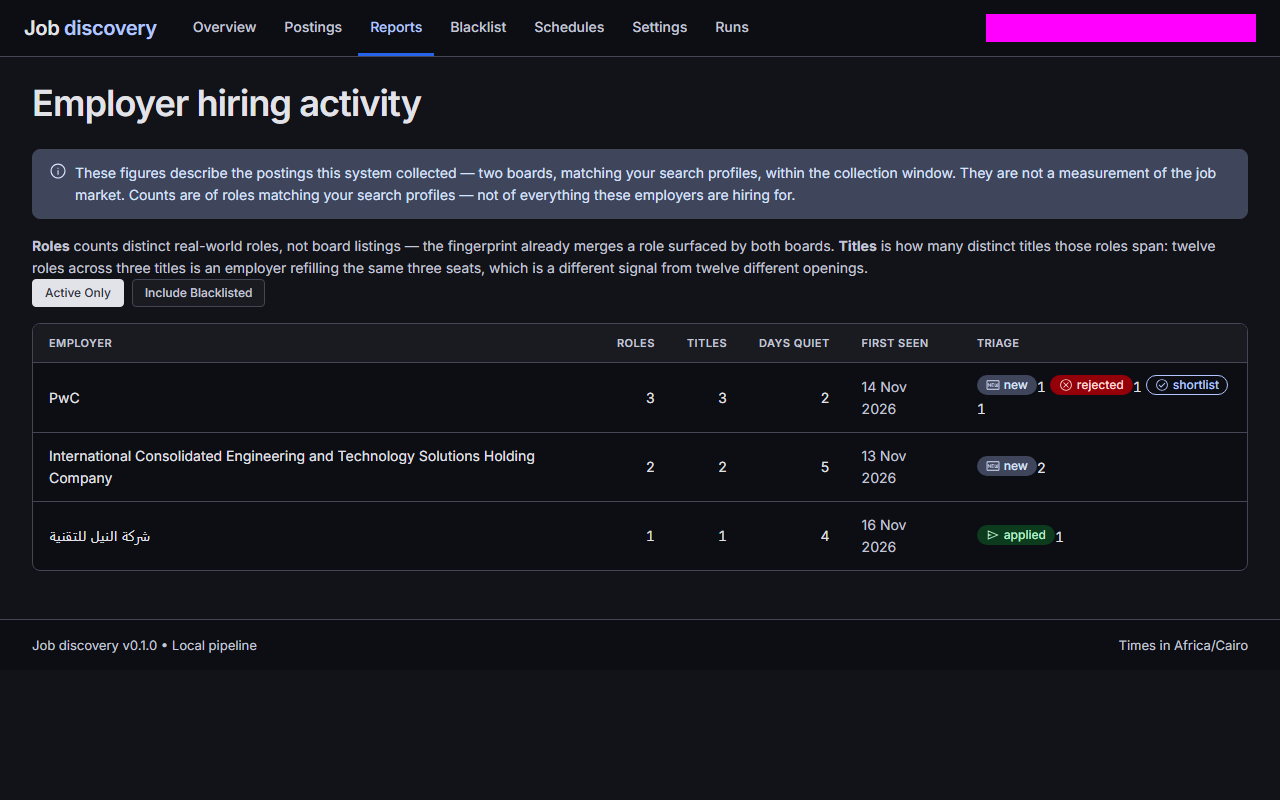 Job discovery
Overview
Postings
Reports
Blacklist
Schedules
Settings
Runs
Employer hiring activity
These figures describe the postings this system collected — two boards, matching your search profiles, within the collection window. They are not a measurement of the job
market. Counts are of roles matching your search profiles — not of everything these employers are hiring for.
Roles counts distinct real-world roles, not board listings — the fingerprint already merges a role surfaced by both boards. Titles is how many distinct titles those roles span: twelve
roles across three titles is an employer refilling the same three seats, which is a different signal from twelve different openings.
Active Only
Include Blacklisted
EMPLOYER ROLES TITLES DAYS QUIET FIRST SEEN TRIAGE
PwC 3 3 2 14 Nov 2026 NEW new 1 rejected 1 shortlist 1
International Consolidated Engineering and Technology Solutions Holding
Company 2 2 5 13 Nov 2026 NEW new 2
شركة النيل للتقنية 1 1 4 16 Nov 2026 applied 1
Job discovery v0.1.0 • Local pipeline
Times in Africa/Cairo